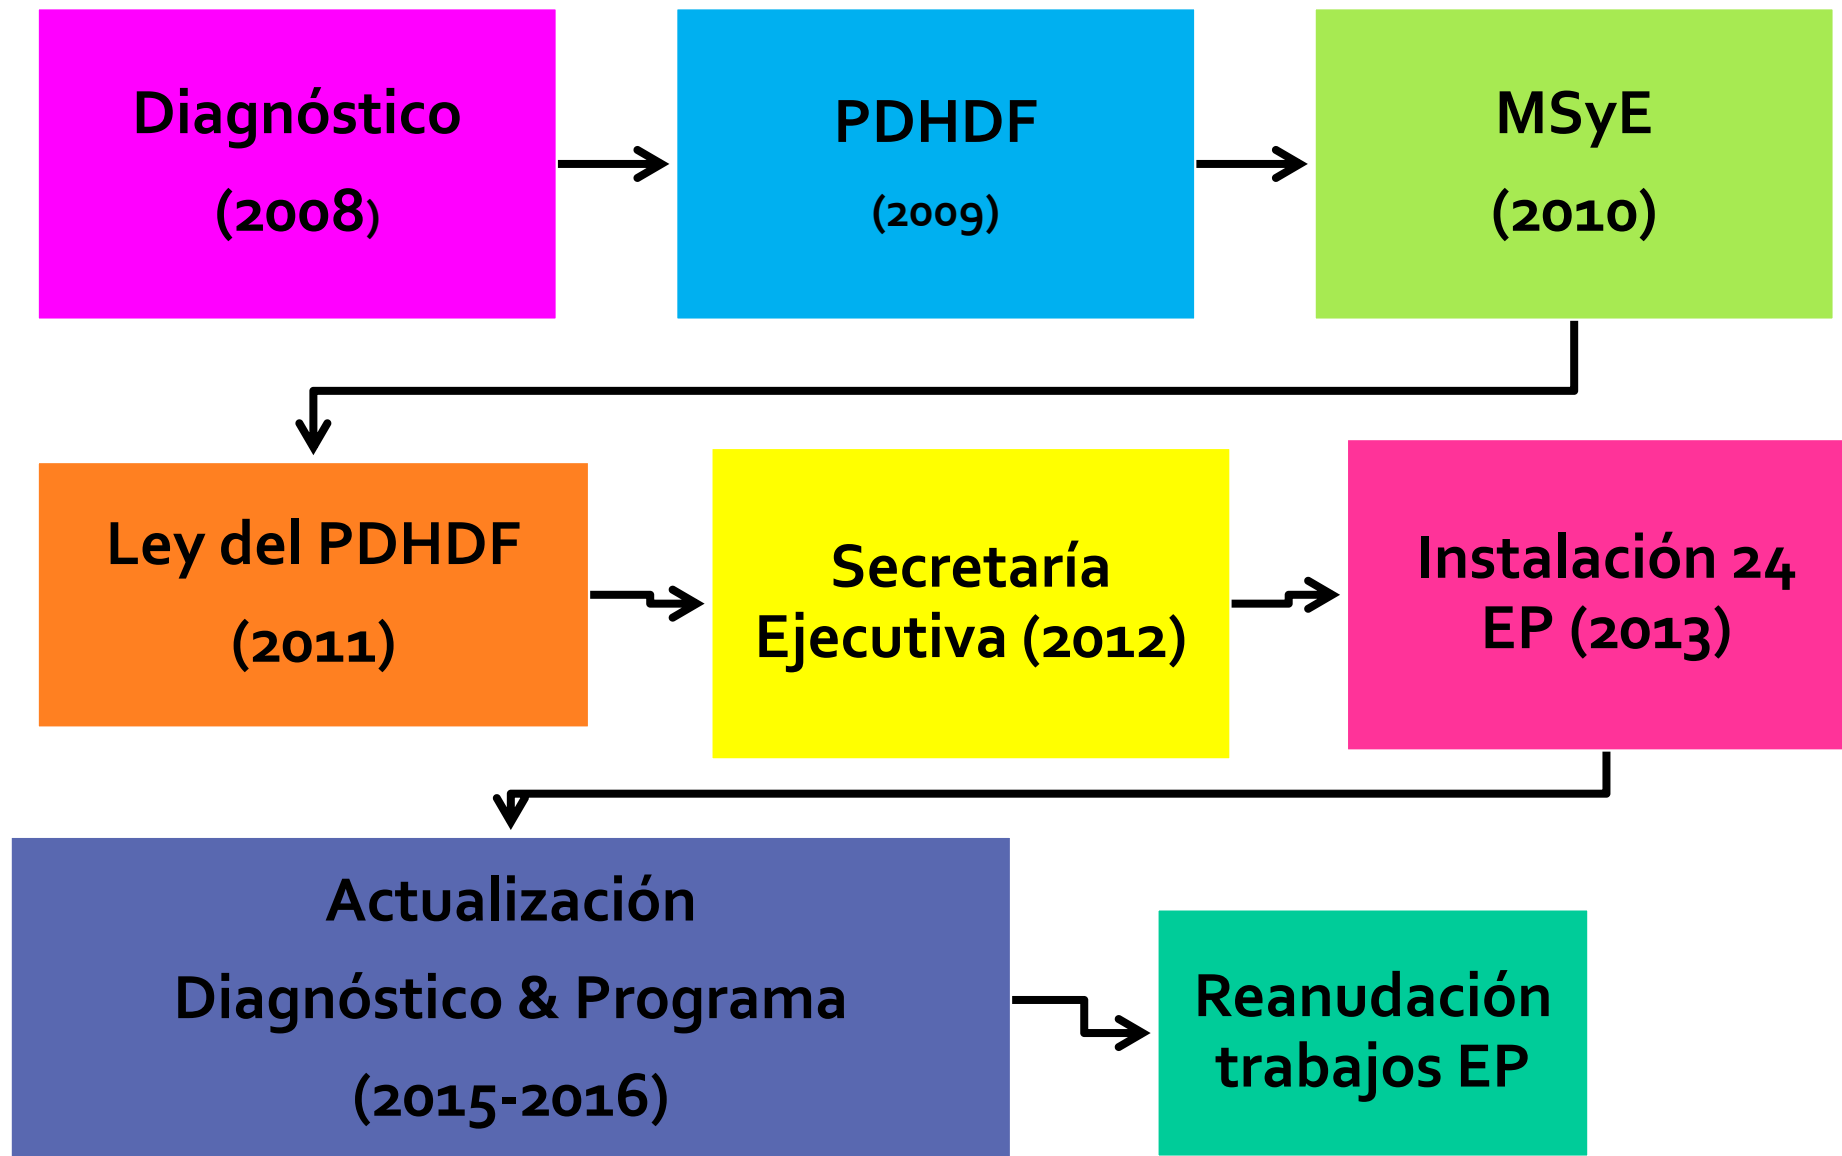 Diagnóstico
(2008)
PDHDF
(2009)
MSyE
(2010)
Ley del PDHDF
(2011)
Secretaría
Ejecutiva (2012)
Instalación 24
EP (2013)
Actualización
Diagnóstico & Programa
(2015-2016)
Reanudación
trabajos EP